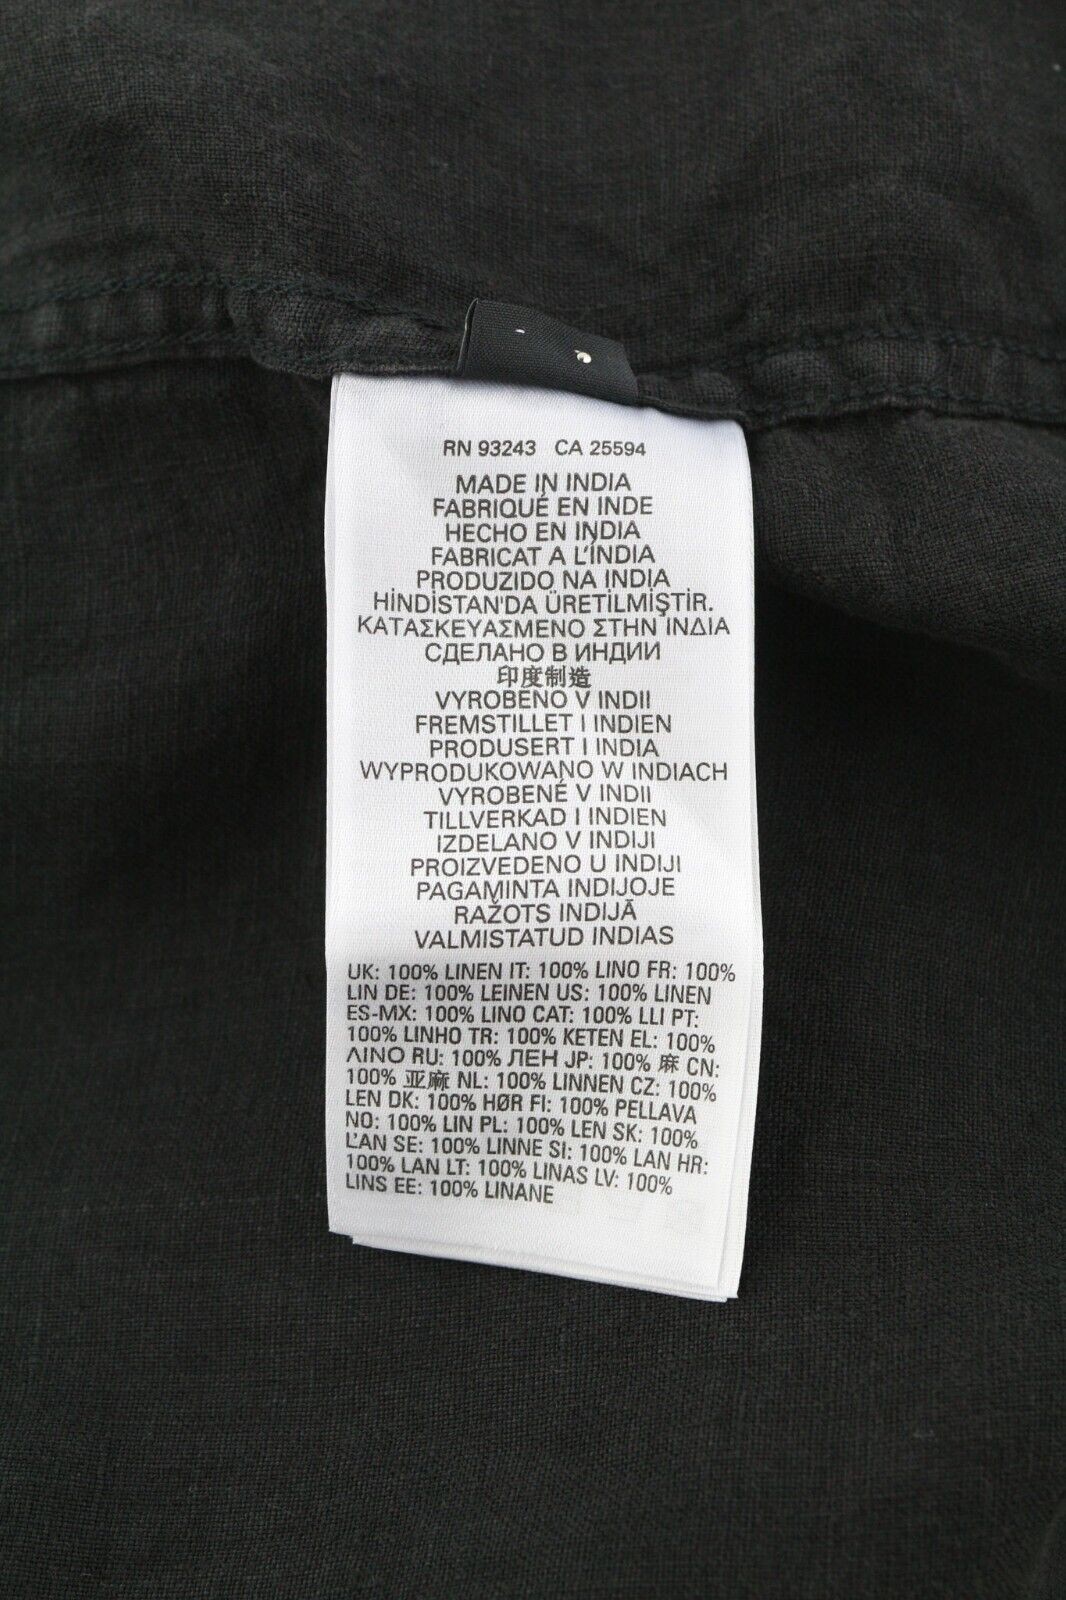 RN 93243 CA 25594
MADE IN INDIA
FABRIQUÉ EN INDE
HECHO EN INDIA
FABRICAT A L'ÍNDIA
PRODUZIDO NA INDIA
HİNDİSTAN'DA ÜRETILMIŞTIR.
ΚΑΤΑΣΚΕΥΑΣΜΕΝΟ ΣΤΗΝ ΙΝΔΙΑ
СДЕЛАНО В ИНДИИ
印度制造
VYROBENO V INDII
FREMSTILLET I INDIEN
PRODUSERT I INDIA
WYPRODUKOWANO W INDIACH
VYROBENÉ V INDII
TILLVERKAD I INDIEN
IZDELANO V INDIJI
PROIZVEDENO U INDIJI
PAGAMINTA INDIJOJE
RAŽOTS INDIJĀ
VALMISTATUD INDIAS
UK: 100% LINEN IT: 100% LINO FR: 100%
LIN DE: 100% LEINEN US: 100% LINEN
ES-MX: 100% LINO CAT: 100% LLI PT:
100% LINHO TR: 100% KETEN EL: 100%
ΛΙΝΟ RU: 100% ЛЕН JP: 100% 麻 CN:
100% 亚麻 NL: 100% LINNEN CZ: 100%
LEN DK: 100% HØR FI: 100% PELLAVA
NO: 100% LIN PL: 100% LEN SK: 100%
ĽAN SE: 100% LINNE SI: 100% LAN HR:
100% LAN LT: 100% LINAS LV: 100%
LINS EE: 100% LINANE